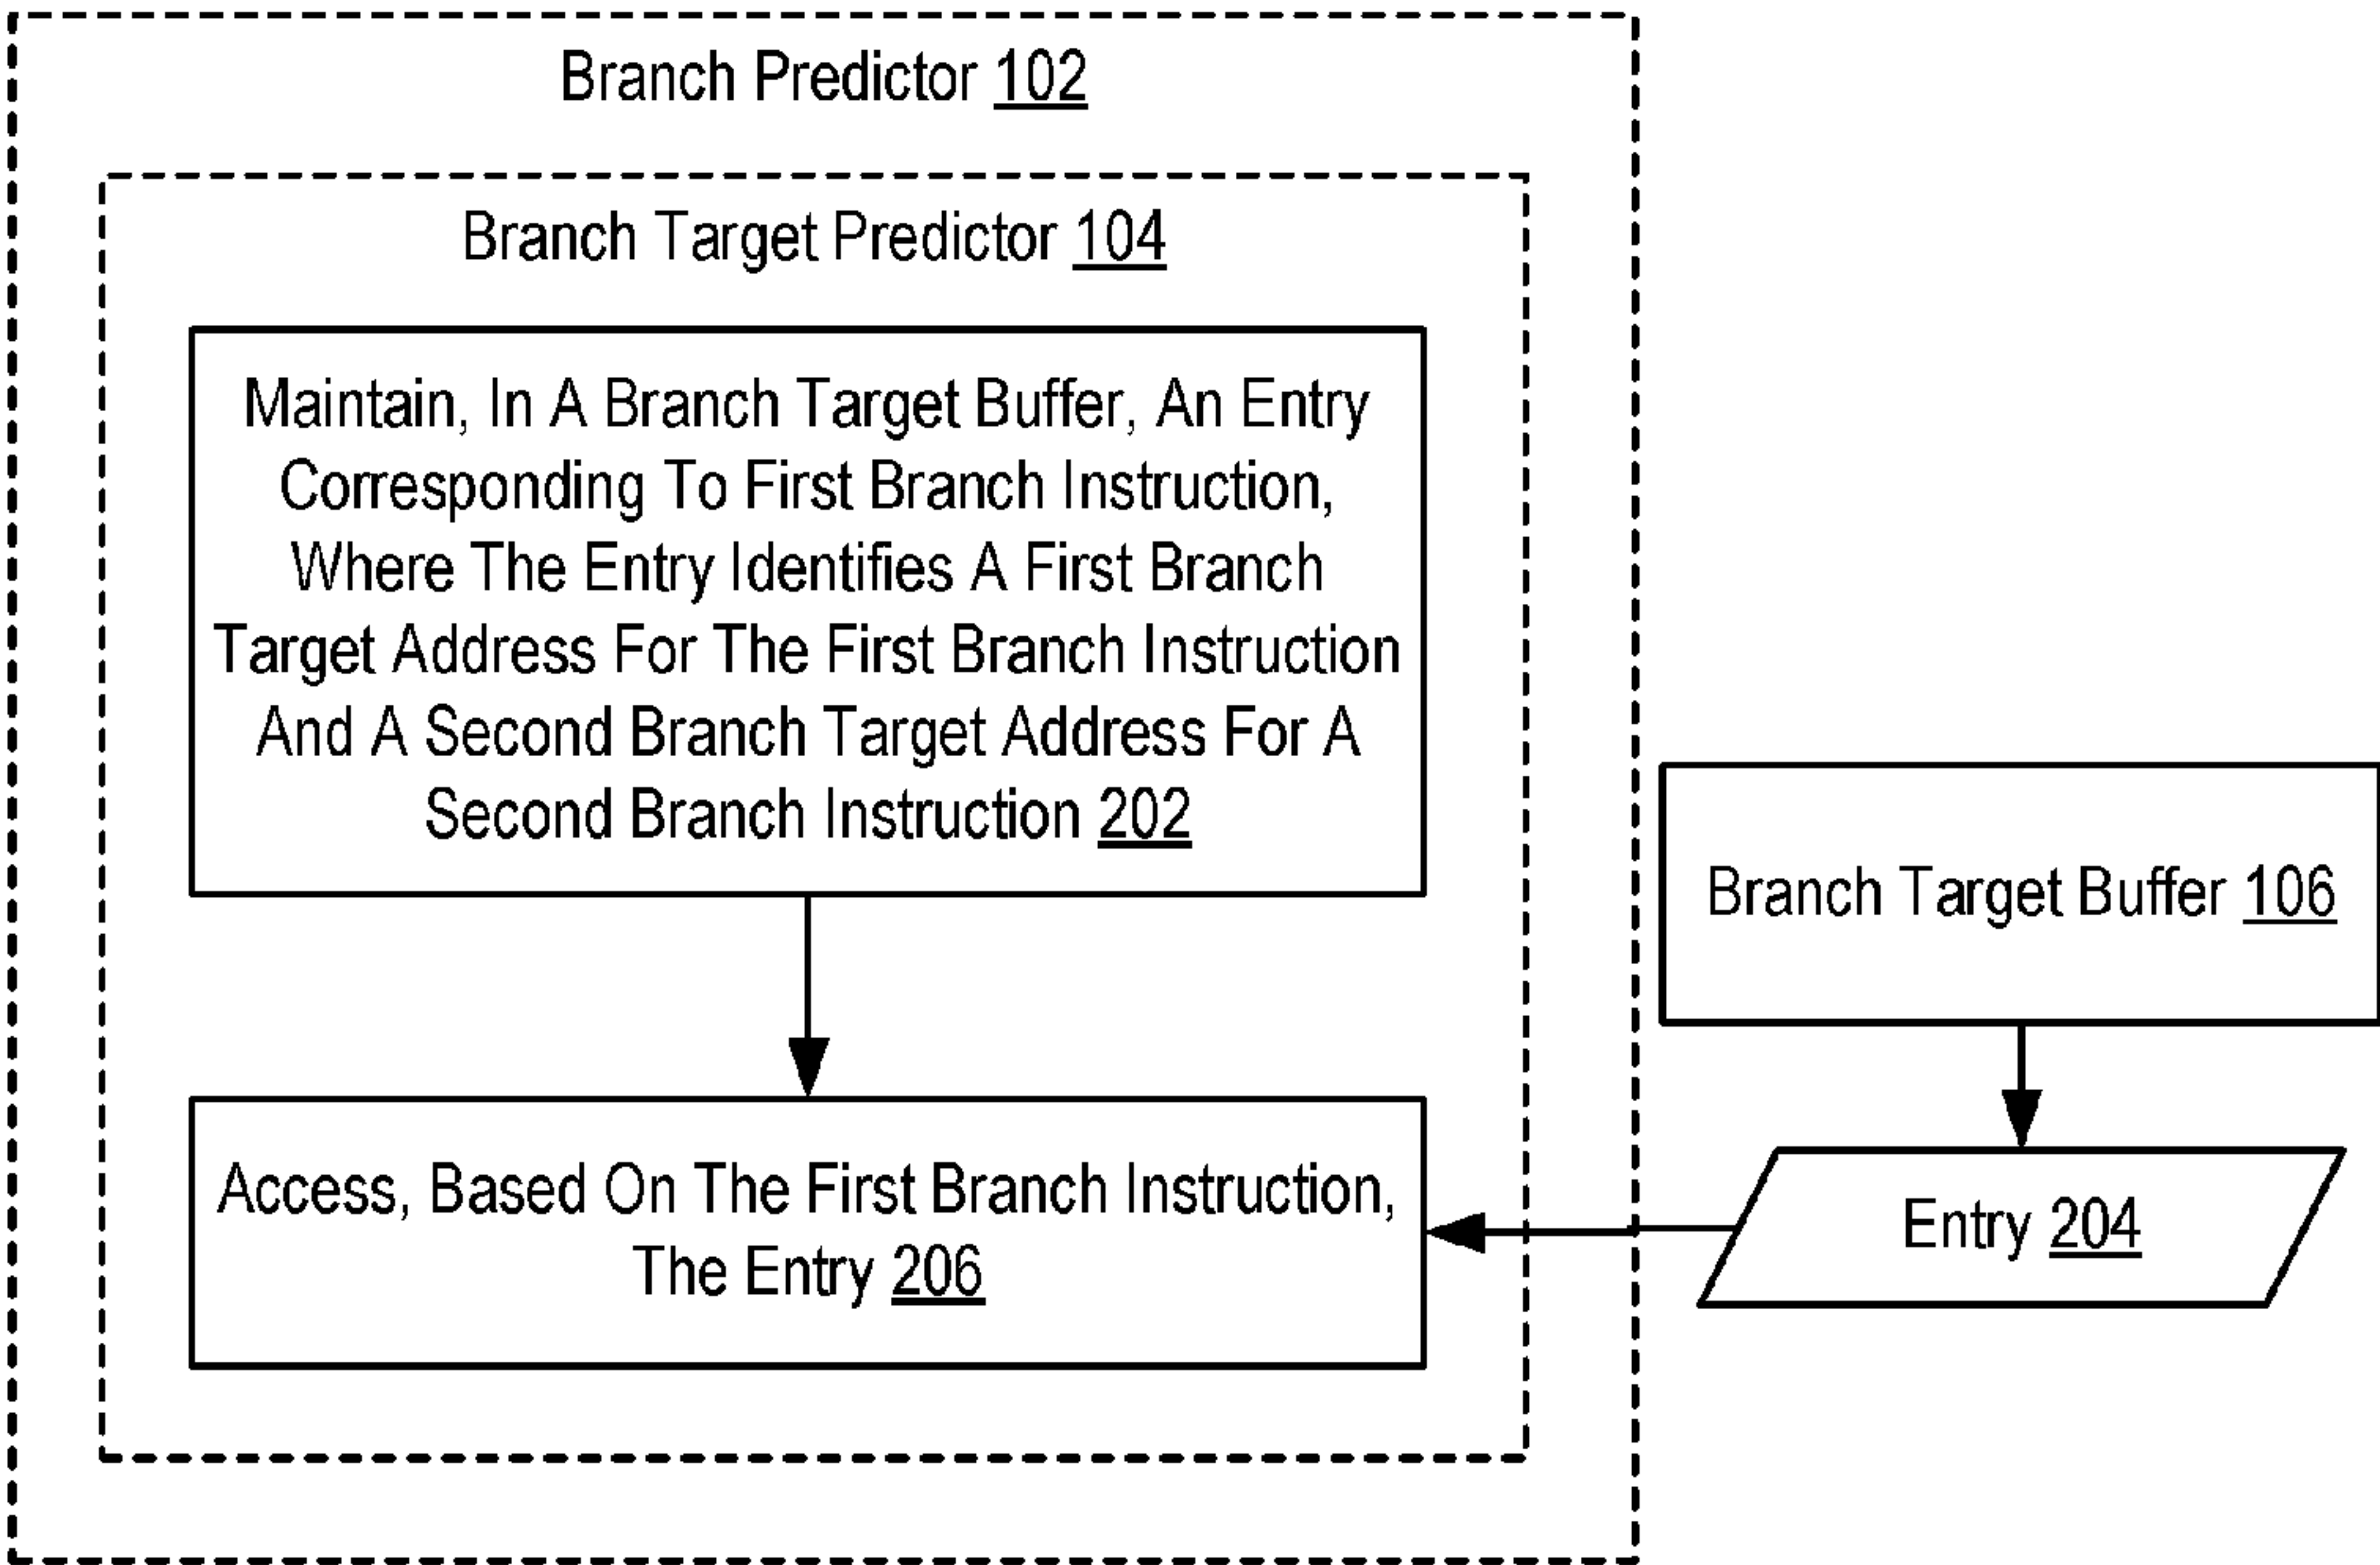 Branch Predictor 102
Branch Target Predictor 104
Maintain, In A Branch Target Buffer, An Entry
Corresponding To First Branch Instruction,
Where The Entry Identifies A First Branch
Target Address For The First Branch Instruction
And A Second Branch Target Address For A
Second Branch Instruction 202
Branch Target Buffer 106
Access, Based On The First Branch Instruction,
The Entry 206
Entry 204